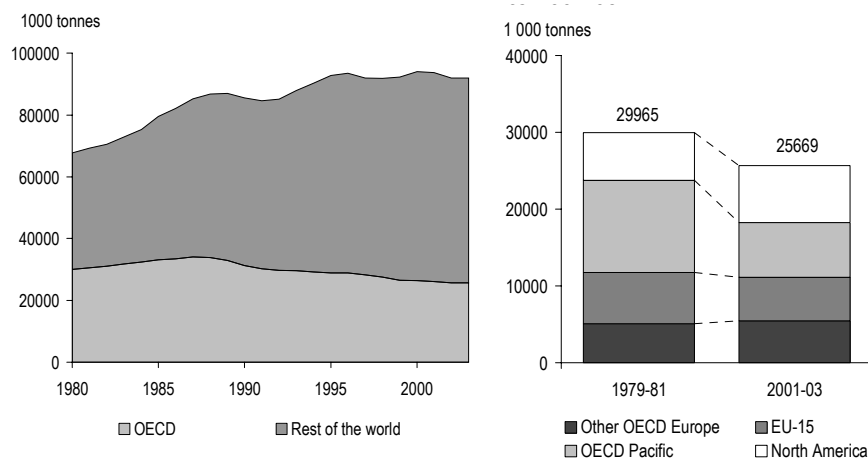 1000 tonnes
100000
80000
60000
40000
20000
0
1980
1985
1990
1995
2000
OECD
Rest of the world
1 000 tonnes
40000
30000
20000
10000
0
29965
25669
1979-81
2001-03
Other OECD Europe
EU-15
OECD Pacific
North America